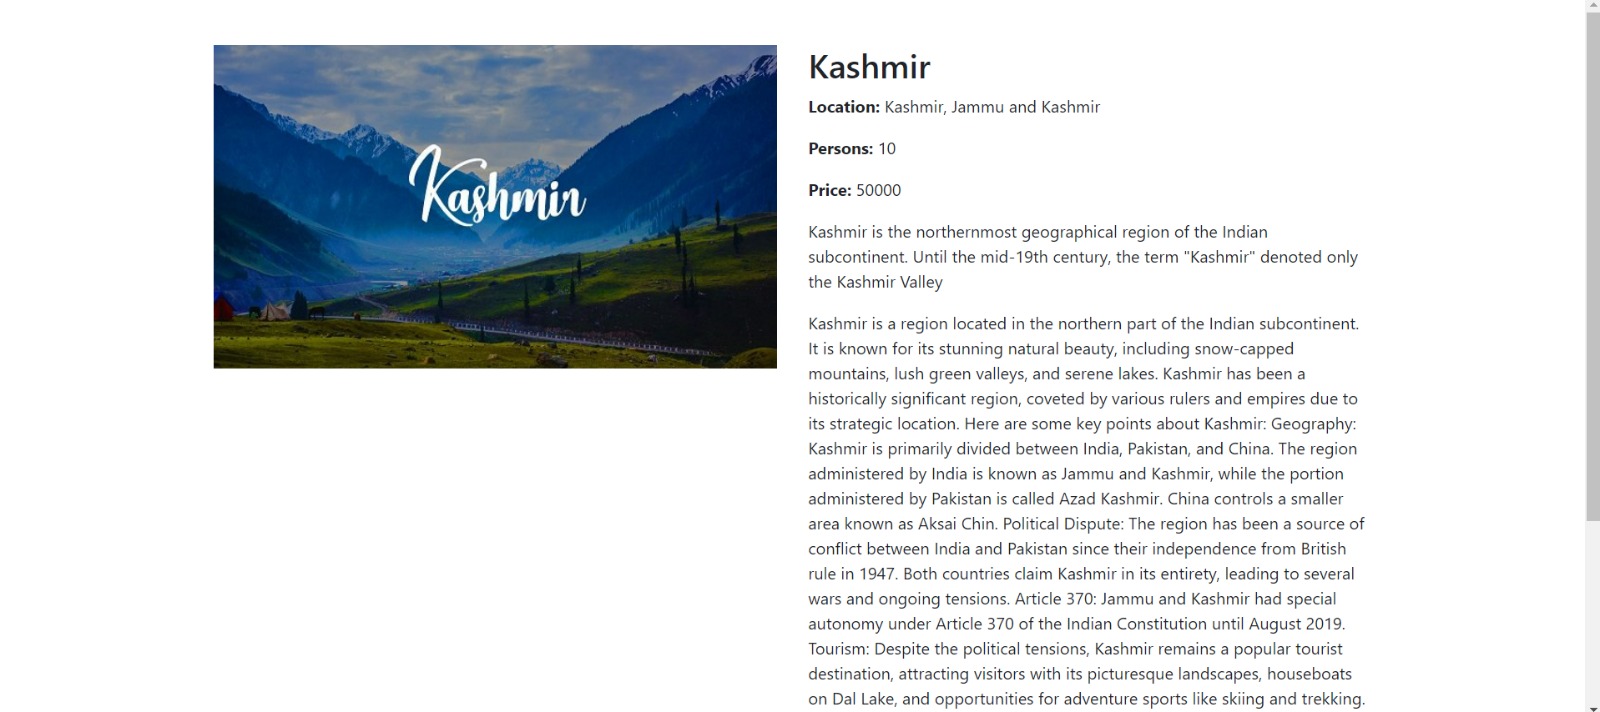 Kashmir
Kashmir
Location: Kashmir, Jammu and Kashmir
Persons: 10
Price: 50000
Kashmir is the northernmost geographical region of the Indian
subcontinent. Until the mid-19th century, the term "Kashmir" denoted only
the Kashmir Valley
Kashmir is a region located in the northern part of the Indian subcontinent.
It is known for its stunning natural beauty, including snow-capped
mountains, lush green valleys, and serene lakes. Kashmir has been a
historically significant region, coveted by various rulers and empires due to
its strategic location. Here are some key points about Kashmir: Geography:
Kashmir is primarily divided between India, Pakistan, and China. The region
administered by India is known as Jammu and Kashmir, while the portion
administered by Pakistan is called Azad Kashmir. China controls a smaller
area known as Aksai Chin. Political Dispute: The region has been a source of
conflict between India and Pakistan since their independence from British
rule in 1947. Both countries claim Kashmir in its entirety, leading to several
wars and ongoing tensions. Article 370: Jammu and Kashmir had special
autonomy under Article 370 of the Indian Constitution until August 2019.
Tourism: Despite the political tensions, Kashmir remains a popular tourist
destination, attracting visitors with its picturesque landscapes, houseboats
on Dal Lake, and opportunities for adventure sports like skiing and trekking.